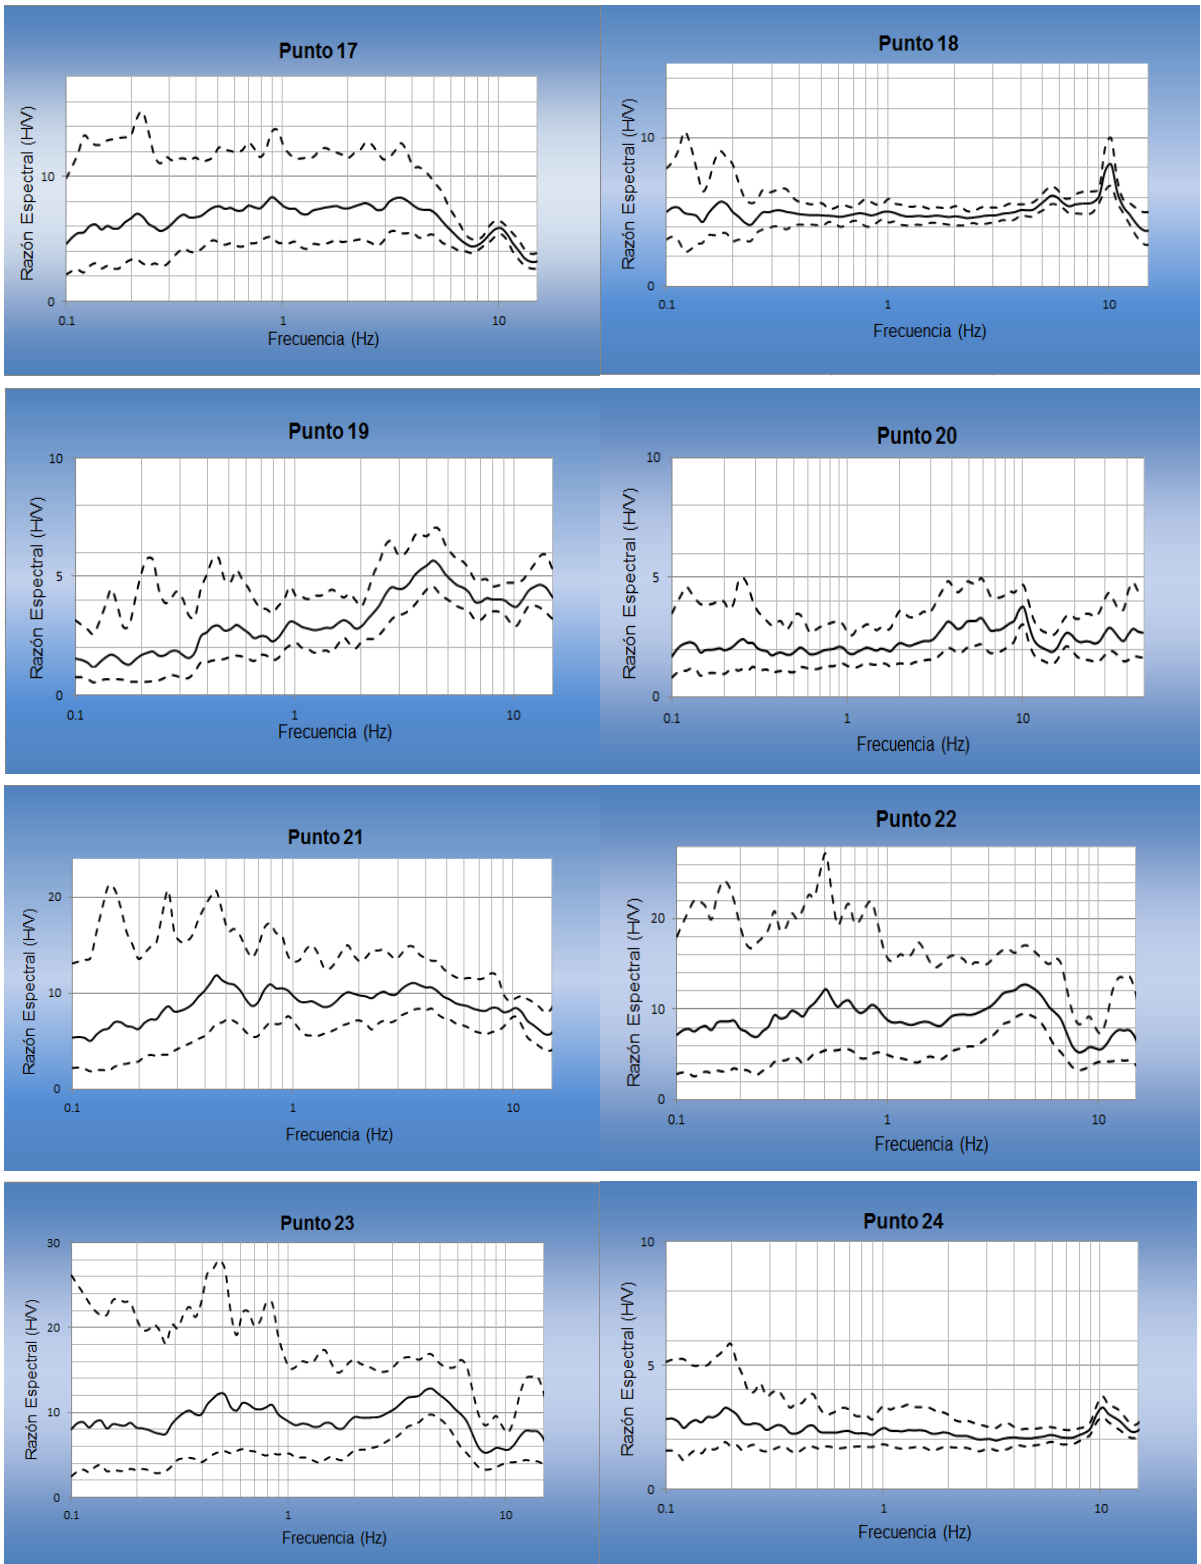 Punto 17
Razón Espectral (H/V)
10
0
0.1
1
10
Frecuencia (Hz)
Punto 18
Razón Espectral (H/V)
10
0
0.1
1
10
Frecuencia (Hz)
Punto 19
Razón Espectral (H/V)
10
5
0
0.1
1
10
Frecuencia (Hz)
Punto 20
Razón Espectral (H/V)
10
5
0
0.1
1
10
Frecuencia (Hz)
Punto 21
Razón Espectral (H/V)
20
10
0
0.1
1
10
Frecuencia (Hz)
Punto 22
Razón Espectral (H/V)
20
10
0
0.1
1
10
Frecuencia (Hz)
Punto 23
Razón Espectral (H/V)
30
20
10
0
0.1
1
10
Frecuencia (Hz)
Punto 24
Razón Espectral (H/V)
10
5
0
0.1
1
10
Frecuencia (Hz)